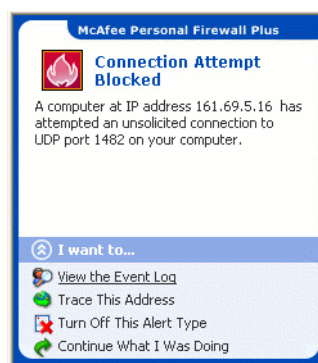 McAfee Personal Firewall Plus
Connection Attempt
Blocked
A computer at IP address 161.69.5.16 has
attempted an unsolicited connection to
UDP port 1482 on your computer.
I want to...
View the Event Log
Trace This Address
Turn Off This Alert Type
Continue What I Was Doing